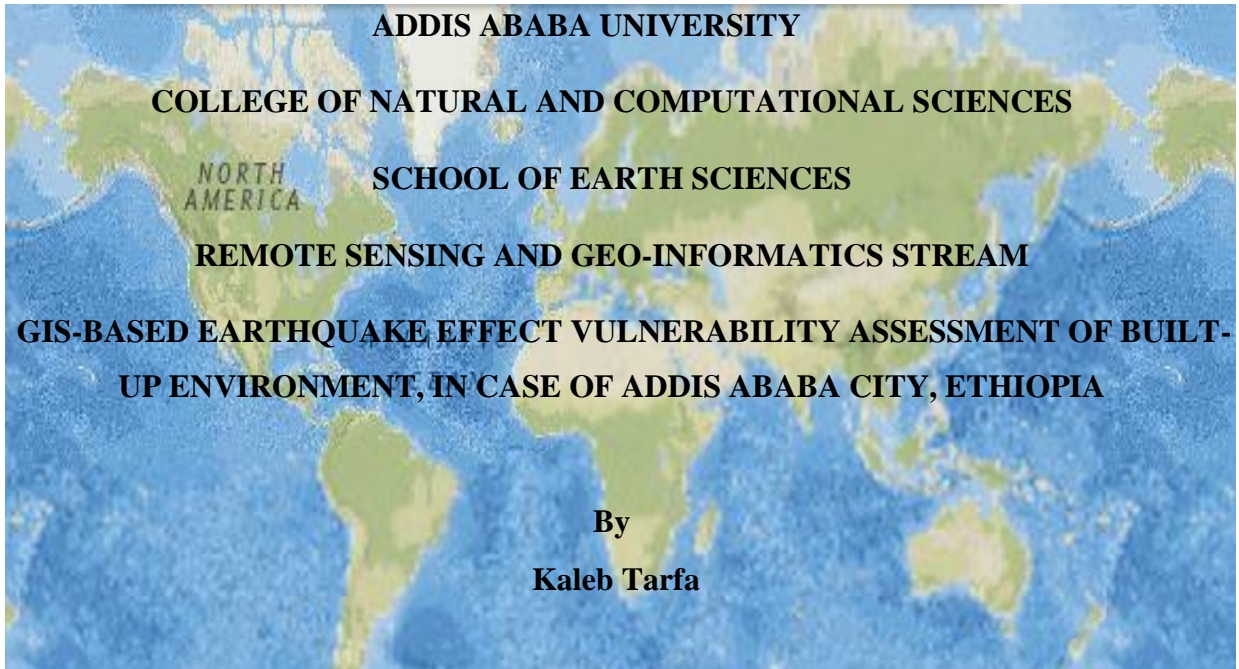 ADDIS ABABA UNIVERSITY
COLLEGE OF NATURAL AND COMPUTATIONAL SCIENCES
NORTH
AMERICA
SCHOOL OF EARTH SCIENCES
REMOTE SENSING AND GEO-INFORMATICS STREAM
GIS-BASED EARTHQUAKE EFFECT VULNERABILITY ASSESSMENT OF BUILT-
UP ENVIRONMENT, IN CASE OF ADDIS ABABA CITY, ETHIOPIA
By
Kaleb Tarfa